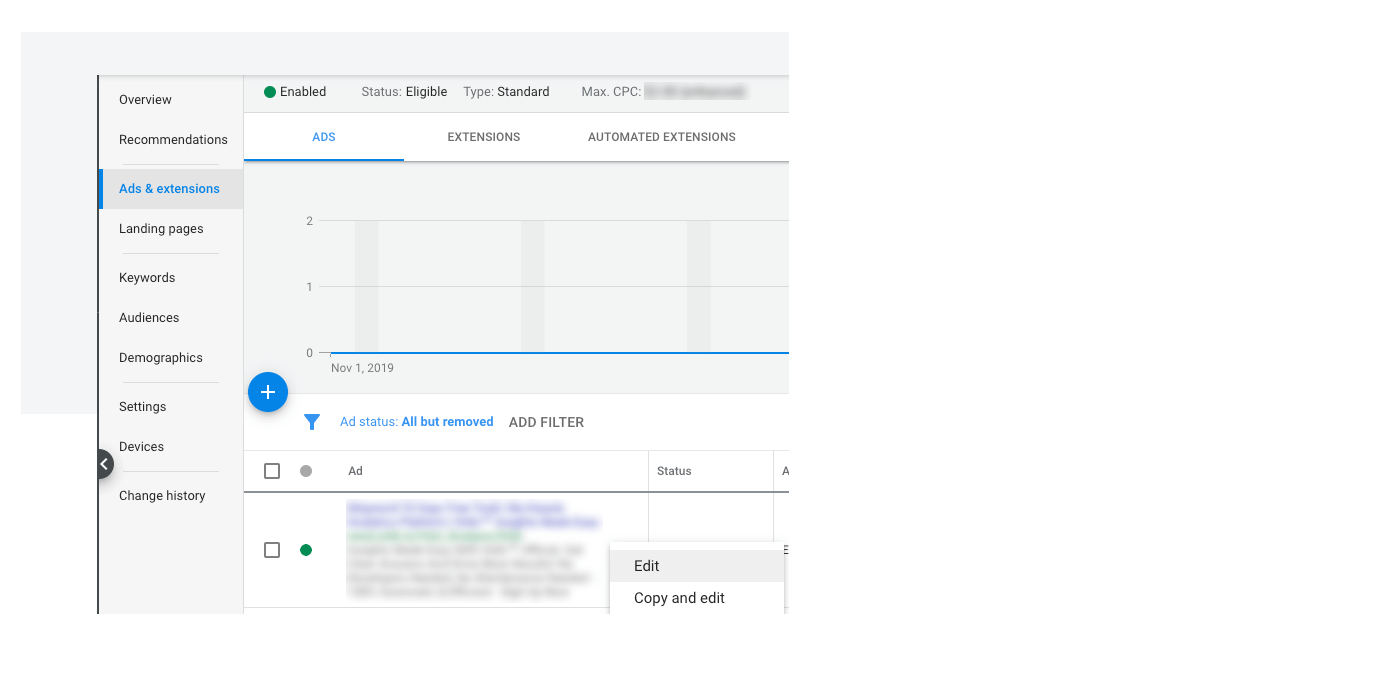 Overview
Recommendations
Ads & extensions
Landing pages
Keywords
Audiences
Demographics
Settings
Devices
Change history
Enabled Status: Eligible Type: Standard Max. CPC:
ADS EXTENSIONS AUTOMATED EXTENSIONS
2
1
0
Nov 1, 2019
Ad status: All but removed ADD FILTER
Ad Status
Edit
Copy and edit